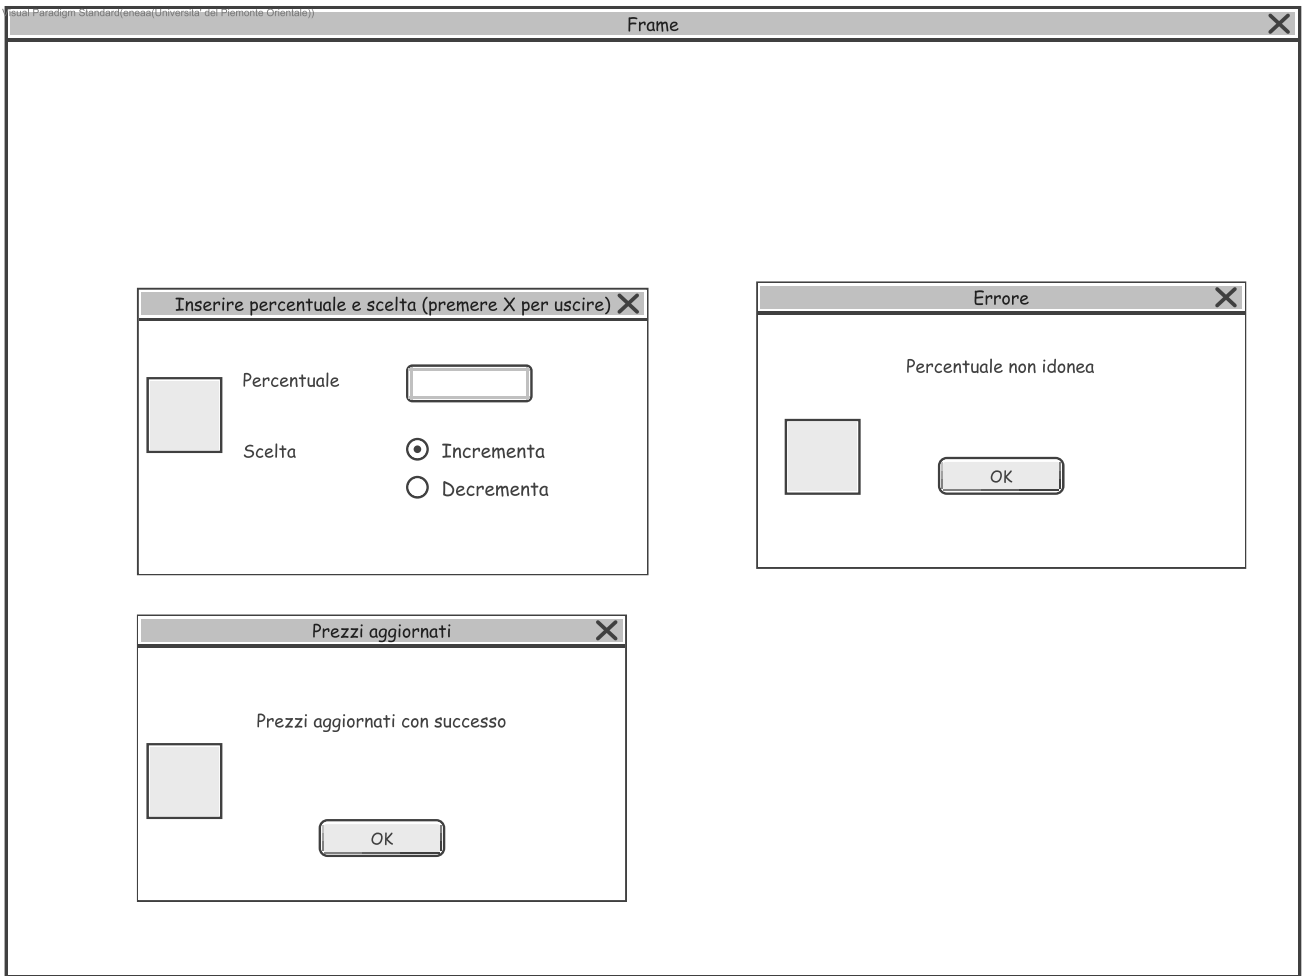 Visual Paradigm Standard(eneaa(Universita' del Piemonte Orientale))
Frame
Inserire percentuale e scelta (premere X per uscire)
Percentuale
Scelta
Incrementa
Decrementa
Errore
Percentuale non idonea
OK
Prezzi aggiornati
Prezzi aggiornati con successo
OK